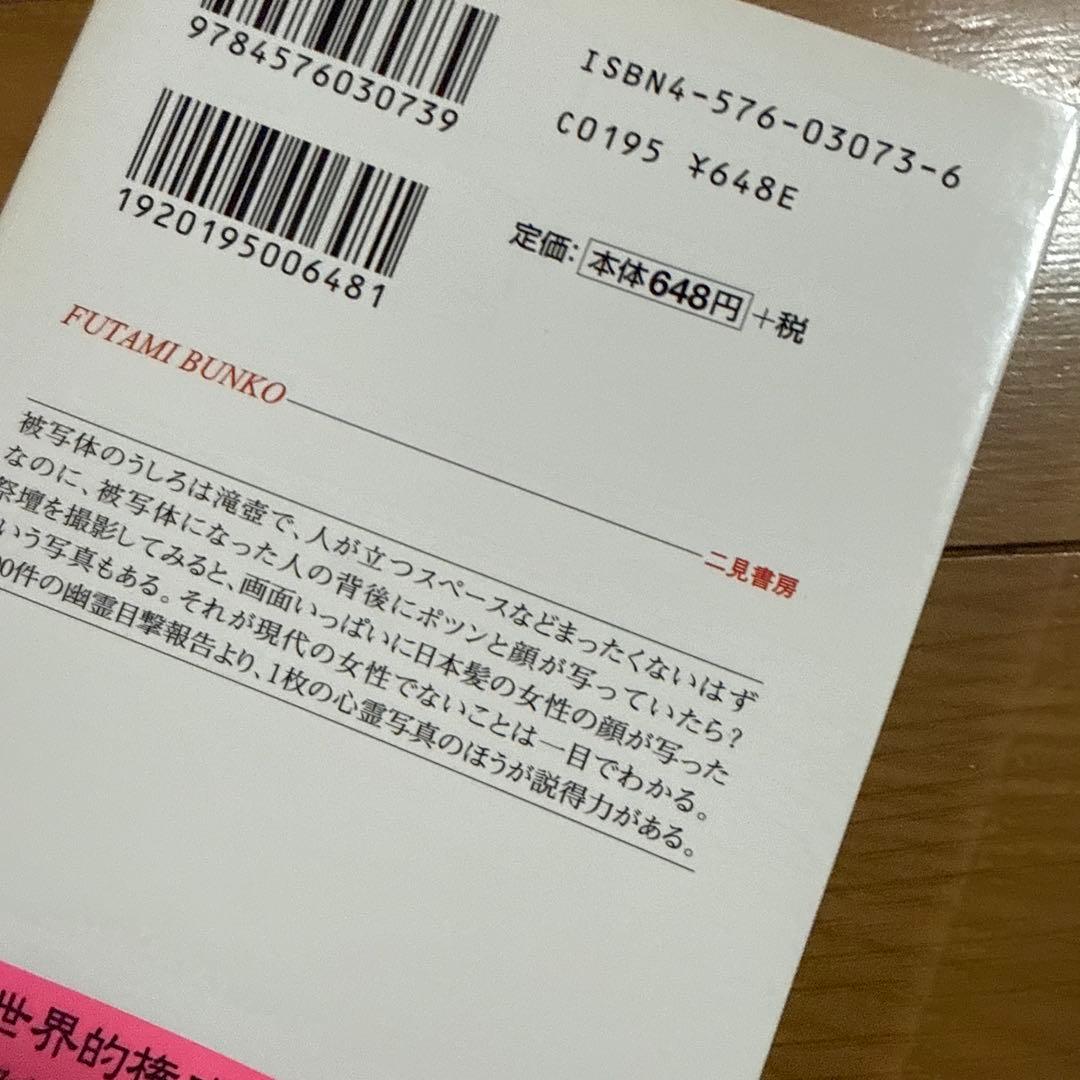 9784576030739
ISBN4-576-03073-6
C0195 ¥648E
1920195006481
定価:本体648円+税
FUTAMI BUNKO
二見書房
被写体のうしろは滝壺で、人が立つスペースなどまったくないはず
なのに、被写体になった人の背後にポツンと顔が写っていたら?
祭壇を撮影してみると、画面いっぱいに日本髪の女性の顔が写った
いう写真もある。それが現代の女性でないことは一目でわかる。
00件の幽霊目撃報告より、1枚の心霊写真のほうが説得力がある。
世界的権